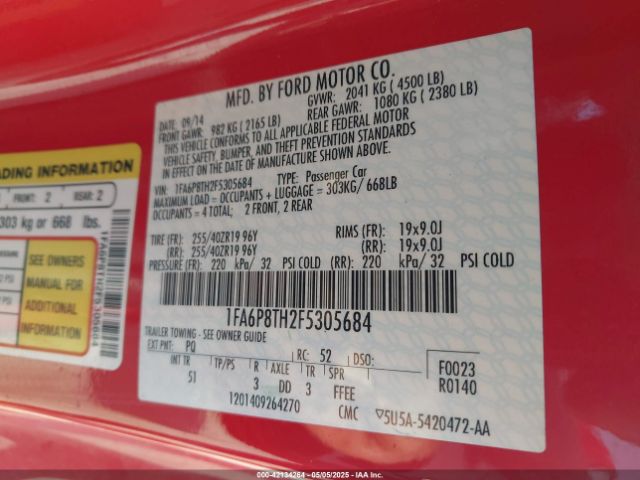 MFD. BY FORD MOTOR CO.
DATE: 09/14 GVWR: 2041 KG ( 4500 LB)
FRONT GAWR: 982 KG ( 2165 LB) REAR GAWR: 1080 KG ( 2380 LB)
THIS VEHICLE CONFORMS TO ALL APPLICABLE FEDERAL MOTOR
VEHICLE SAFETY, BUMPER, AND THEFT PREVENTION STANDARDS
IN EFFECT ON THE DATE OF MANUFACTURE SHOWN ABOVE.
VIN: 1FA6P8TH2F5305684 TYPE: Passenger Car
MAXIMUM LOAD = OCCUPANTS + LUGGAGE = 303KG/ 668LB
OCCUPANTS = 4 TOTAL; 2 FRONT, 2 REAR
TIRE (FR): 255/40ZR19 96Y RIMS (FR): 19x9.0J
(RR): 255/40ZR19 96Y (RR): 19x9.0J
PRESSURE (FR): 220 kPa/ 32 PSI COLD (RR): 220 kPa/ 32 PSI COLD
1FA6P8TH2F5305684
TRAILER TOWING - SEE OWNER GUIDE
EXT PNT: PQ RC: 52 DSO:
INT TR TP/PS R AXLE TR SPR
51 3 DD 3 FFEE
F0023
R0140
1201409264270 CMC 5U5A-5420472-AA
ADING INFORMATION
FRONT: 2 REAR: 2
303 kg or 668 lbs.
SEE OWNERS
MANUAL FOR
ADDITIONAL
INFORMATION
1FA6P8TH2F5305684
000-42134264 - 05/05/2025 - IAAI.com